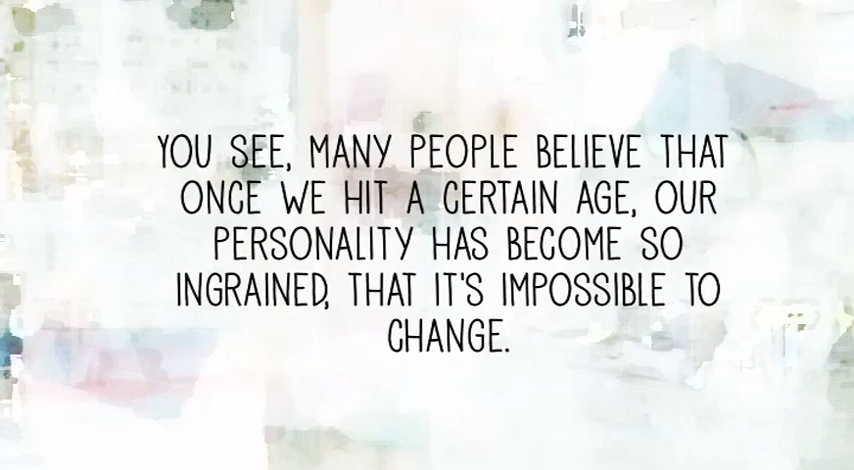 YOU SEE, MANY PEOPLE BELIEVE THAT
ONCE WE HIT A CERTAIN AGE, OUR
PERSONALITY HAS BECOME SO
INGRAINED, THAT IT'S IMPOSSIBLE TO
CHANGE.